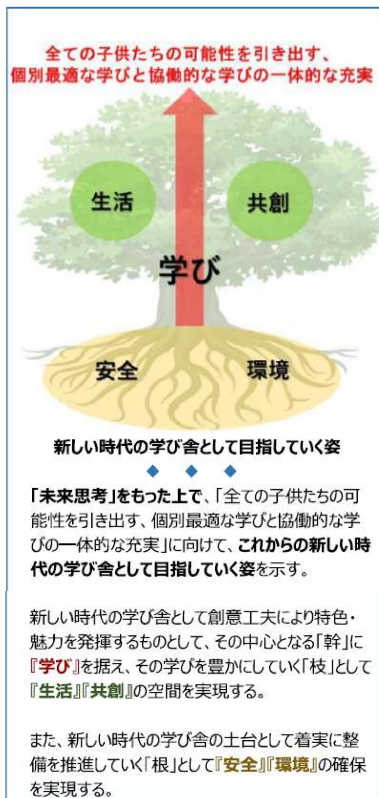 全ての子供たちの可能性を引き出す、
個別最適な学びと協働的な学びの一体的な充実
生活
共創
学び
安全
環境
新しい時代の学び舎として目指していく姿
◆ ◆ ◆
「未来思考」をもった上で、「全ての子供たちの可
能性を引き出す、個別最適な学びと協働的な学
びの一体的な充実」に向けて、これからの新しい時
代の学び舎として目指していく姿を示す。
新しい時代の学び舎として創意工夫により特色・
魅力を発揮するものとして、その中心となる「幹」に
『学び』を据え、その学びを豊かにしていく「枝」として
『生活』『共創』の空間を実現する。
また、新しい時代の学び舎の土台として着実に整
備を推進していく「根」として『安全』『環境』の確保
を実現する。